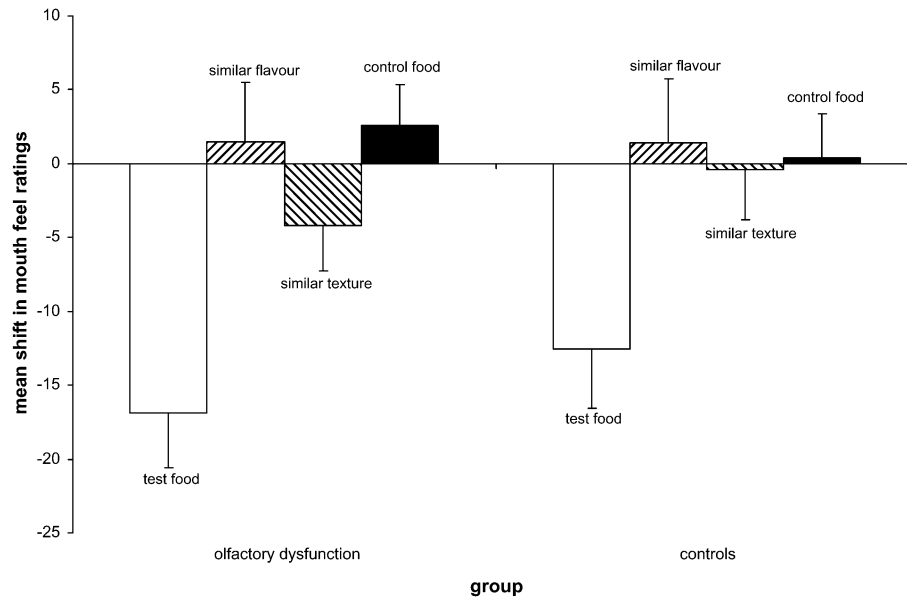 10
5
0
-5
-10
-15
-20
-25
mean shift in mouth feel ratings
similar flavour
control food
similar texture
test food
similar flavour
control food
similar texture
test food
olfactory dysfunction
controls
group